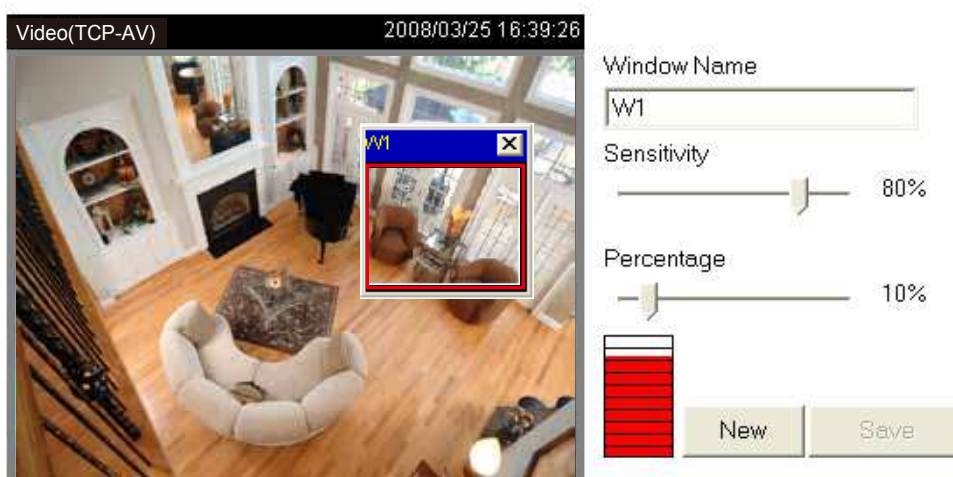 Video(TCP-AV) 2008/03/25 16:39:26
W1
Window Name
W1
Sensitivity
80%
Percentage
10%
New Save